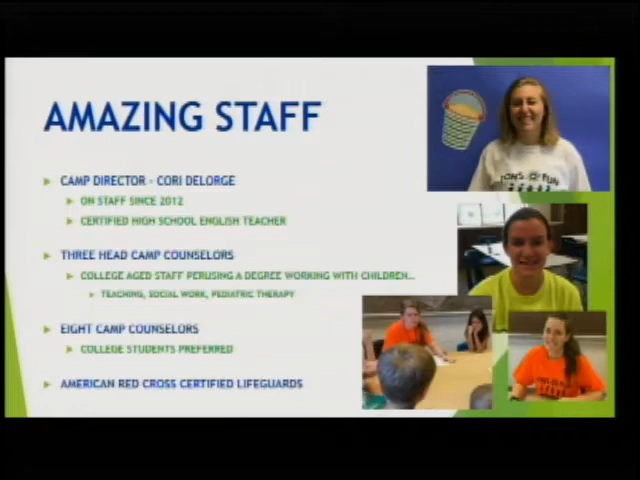 AMAZING STAFF
CAMP DIRECTOR - CORI DELORGE
ON STAFF SINCE 2012
CERTIFIED HIGH SCHOOL ENGLISH TEACHER
THREE HEAD CAMP COUNSELORS
COLLEGE AGED STAFF PERUSING A DEGREE WORKING WITH CHILDREN...
TEACHING, SOCIAL WORK, PEDIATRIC THERAPY
EIGHT CAMP COUNSELORS
COLLEGE STUDENTS PREFERRED
AMERICAN RED CROSS CERTIFIED LIFEGUARDS